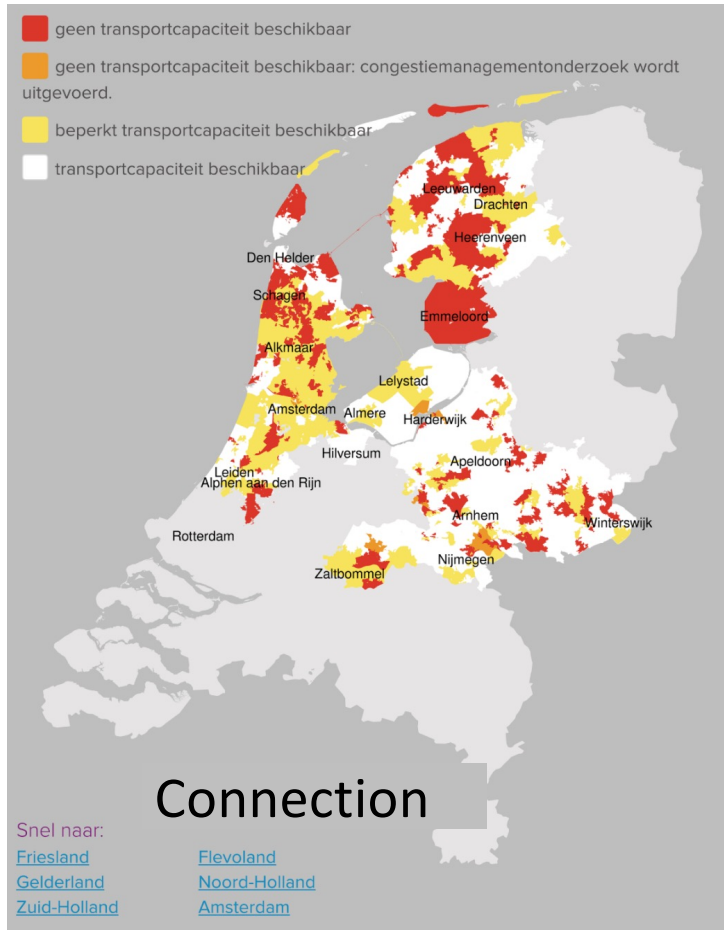 geen transportcapaciteit beschikbaar
geen transportcapaciteit beschikbaar: congestiemanagementonderzoek wordt
uitgevoerd.
beperkt transportcapaciteit beschikbaar
transportcapaciteit beschikbaar
Leeuwarden
Drachten
Heerenveen
Den Helder
Schagen
Emmeloord
Alkmaar
Lelystad
Amsterdam
Almere
Harderwijk
Hilversum
Apeldoorn
Leiden
Alphen aan den Rijn
Arnhem
Winterswijk
Rotterdam
Nijmegen
Zaltbommel
Connection
Snel naar:
Friesland
Flevoland
Gelderland
Noord-Holland
Zuid-Holland
Amsterdam